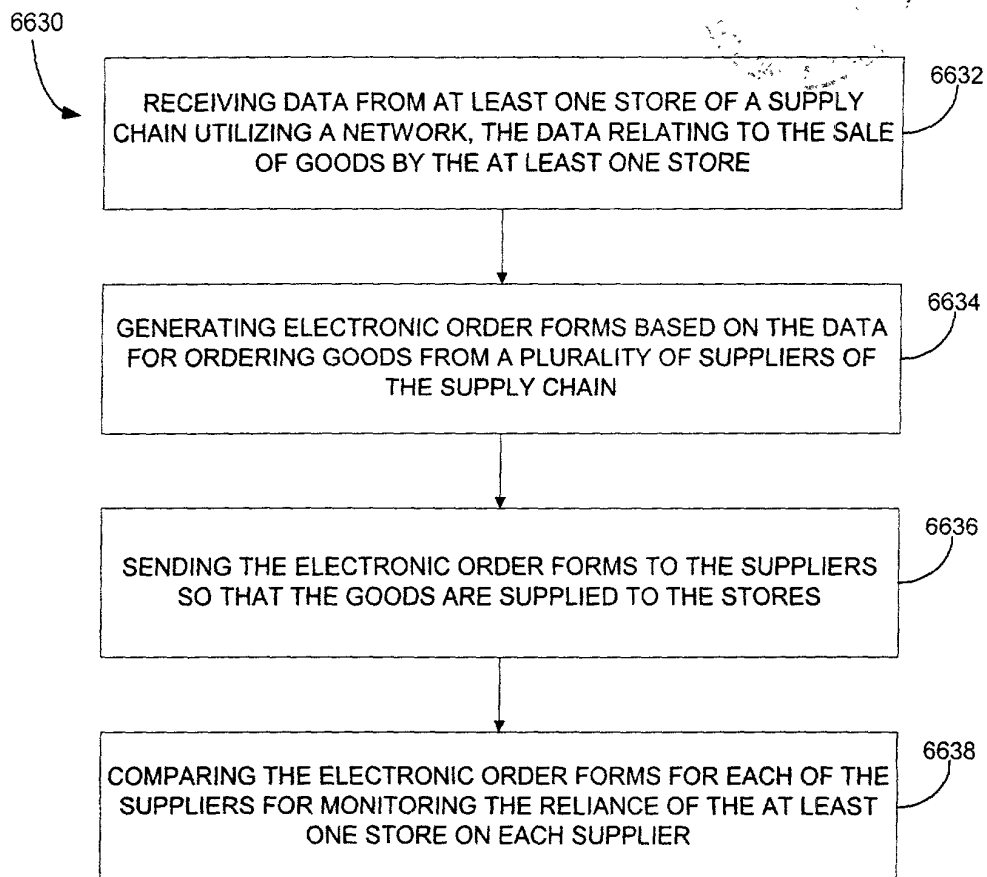 6630
6632
RECEIVING DATA FROM AT LEAST ONE STORE OF A SUPPLY
CHAIN UTILIZING A NETWORK, THE DATA RELATING TO THE SALE
OF GOODS BY THE AT LEAST ONE STORE
6634
GENERATING ELECTRONIC ORDER FORMS BASED ON THE DATA
FOR ORDERING GOODS FROM A PLURALITY OF SUPPLIERS OF
THE SUPPLY CHAIN
6636
SENDING THE ELECTRONIC ORDER FORMS TO THE SUPPLIERS
SO THAT THE GOODS ARE SUPPLIED TO THE STORES
6638
COMPARING THE ELECTRONIC ORDER FORMS FOR EACH OF THE
SUPPLIERS FOR MONITORING THE RELIANCE OF THE AT LEAST
ONE STORE ON EACH SUPPLIER